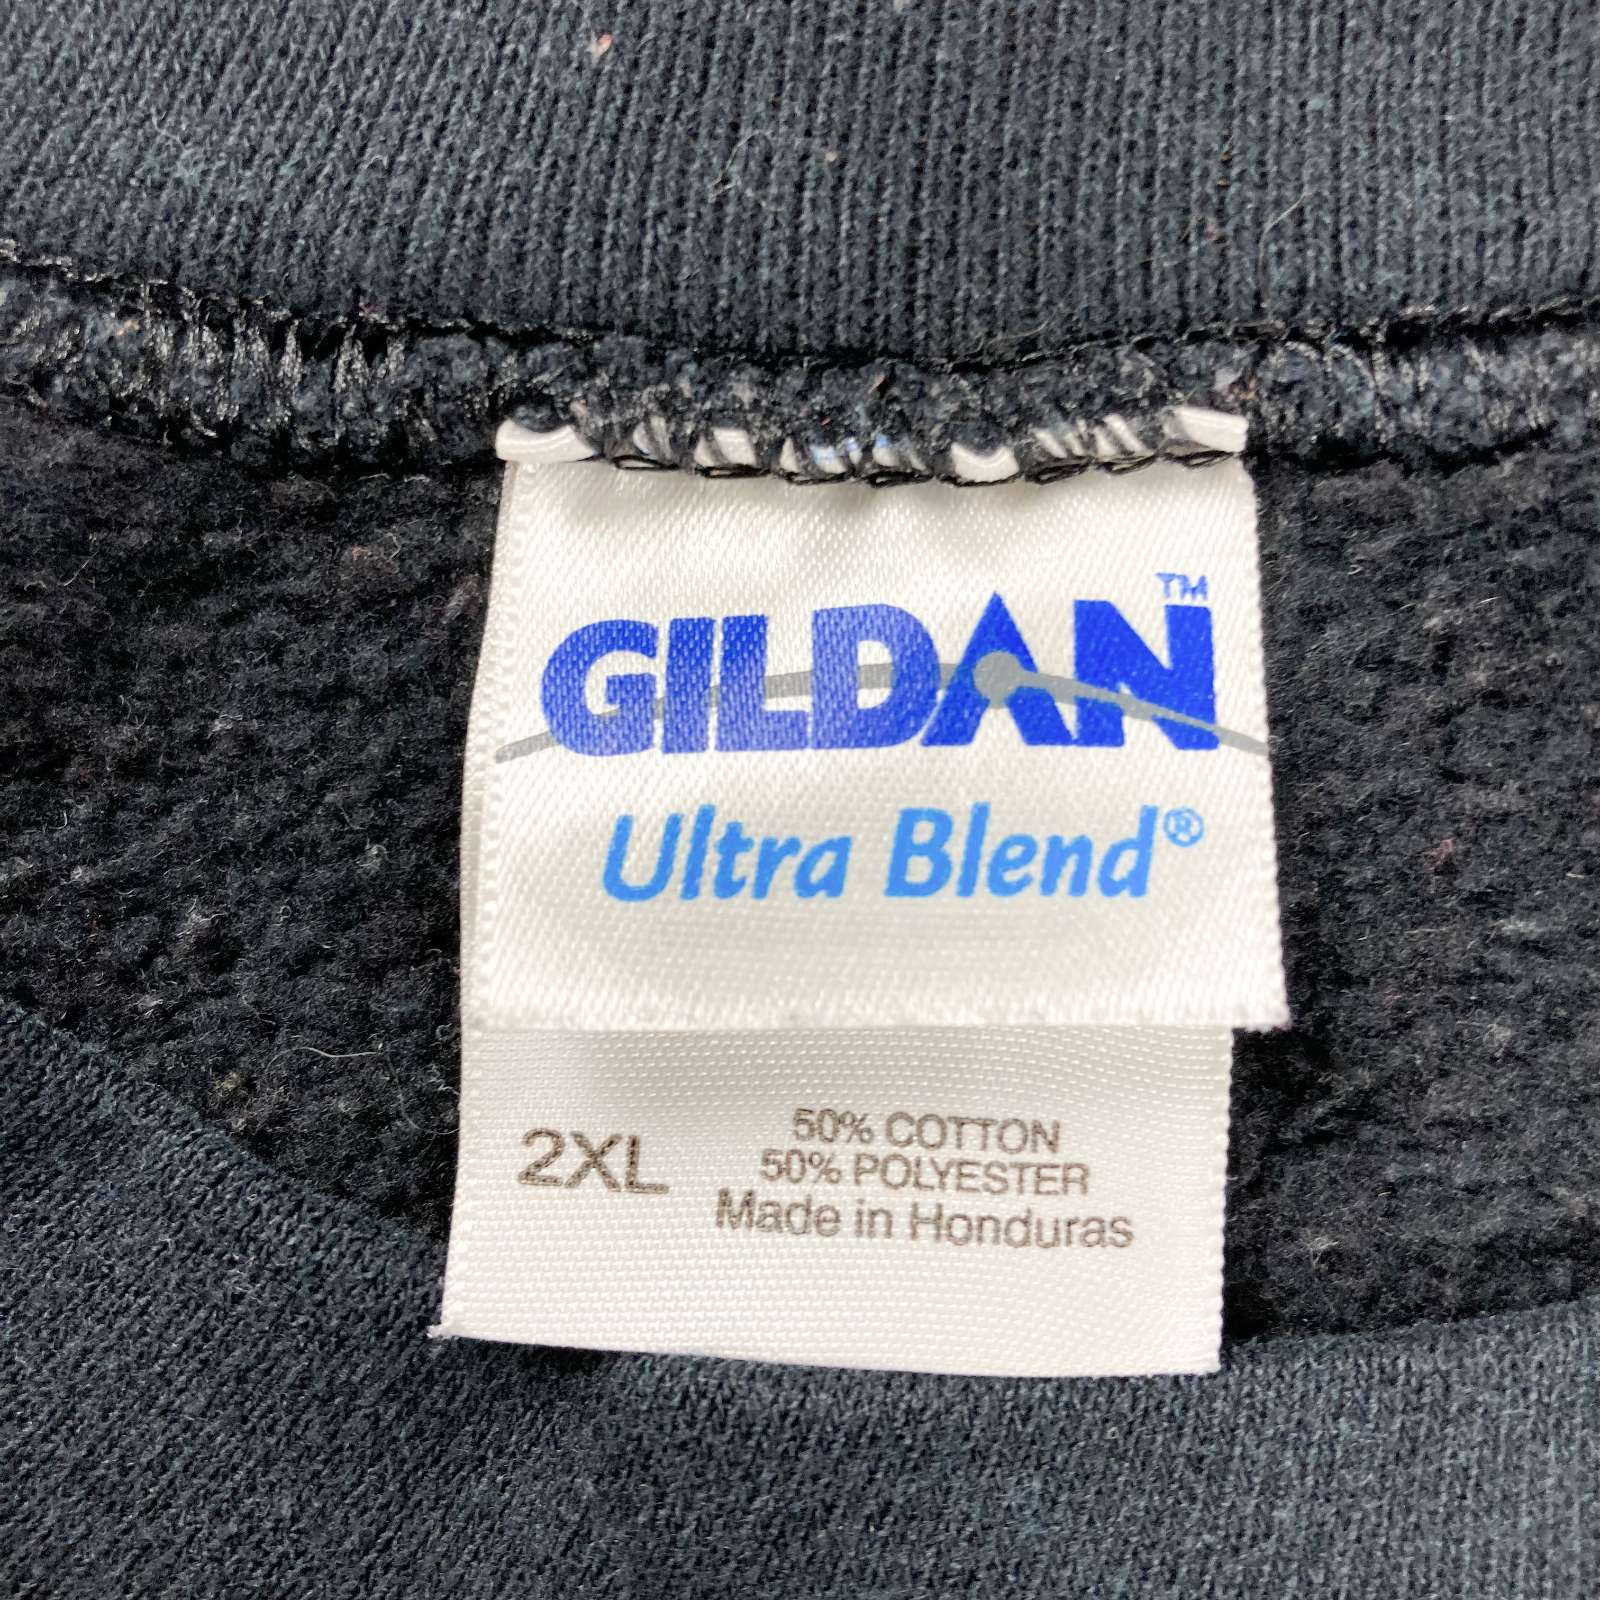 GILDAN™
Ultra Blend®
2XL
50% COTTON
50% POLYESTER
Made in Honduras